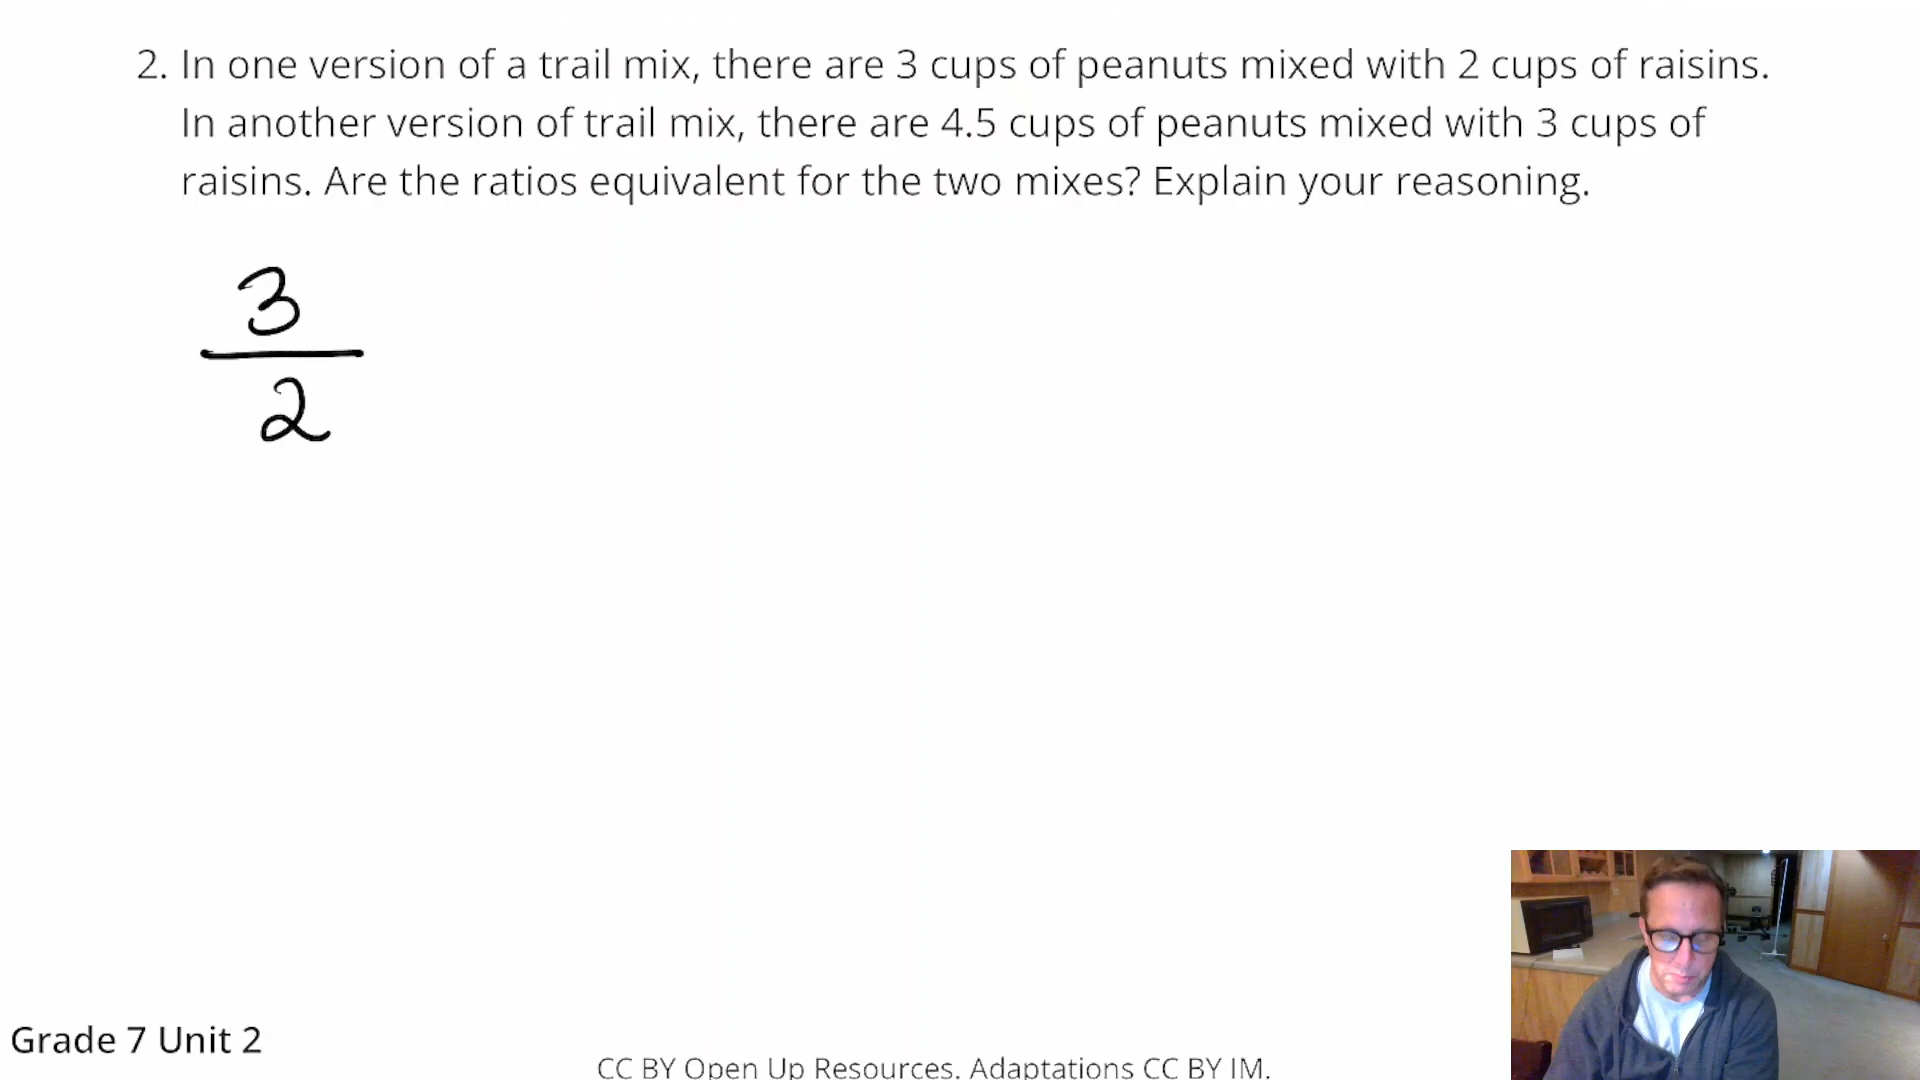 2. In one version of a trail mix, there are 3 cups of peanuts mixed with 2 cups of raisins.
In another version of trail mix, there are 4.5 cups of peanuts mixed with 3 cups of
raisins. Are the ratios equivalent for the two mixes? Explain your reasoning.
3
2
Grade 7 Unit 2
CC BY Open Up Resources. Adaptations CC BY IM.